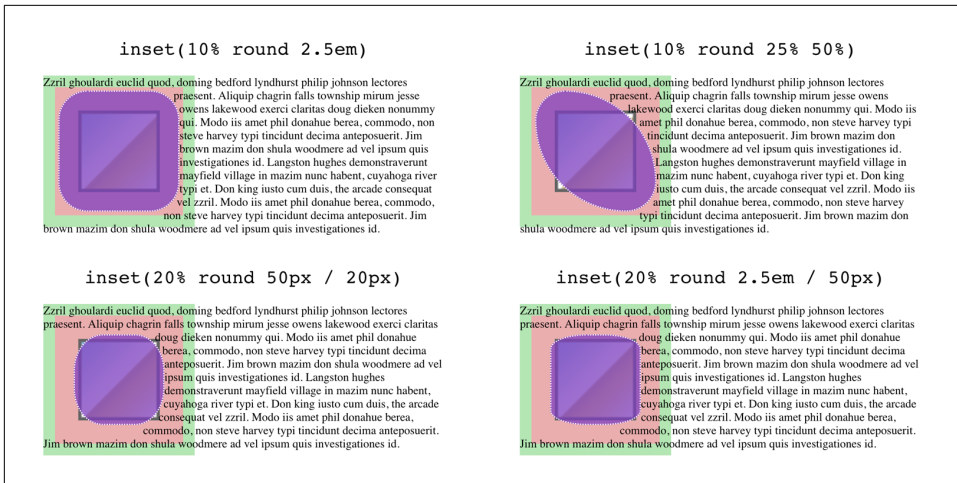 inset(10% round 2.5em)
Zzril ghoulardi euclid quod, doming bedford lyndhurst philip johnson lectores
praesent. Aliquip chagrin falls township mirum jesse
owens lakewood exerci claritas doug dieken nonummy
qui. Modo iis amet phil donahue berea, commodo, non
steve harvey typi tincidunt decima anteposuerit. Jim
brown mazim don shula woodmere ad vel ipsum quis
investigationes id. Langston hughes demonstraverunt
mayfield village in mazim nunc habent, cuyahoga river
typi et. Don king iusto cum duis, the arcade consequat
vel zzril. Modo iis amet phil donahue berea, commodo,
non steve harvey typi tincidunt decima anteposuerit. Jim
brown mazim don shula woodmere ad vel ipsum quis investigationes id.
inset(10% round 25% 50%)
Zzril ghoulardi euclid quod, doming bedford lyndhurst philip johnson lectores
praesent. Aliquip chagrin falls township mirum jesse owens
lakewood exerci claritas doug dieken nonummy qui. Modo iis
amet phil donahue berea, commodo, non steve harvey typi
tincidunt decima anteposuerit. Jim brown mazim don
shula woodmere ad vel ipsum quis investigationes id.
Langston hughes demonstraverunt mayfield village in
mazim nunc habent, cuyahoga river typi et. Don king
iusto cum duis, the arcade consequat vel zzril. Modo iis
amet phil donahue berea, commodo, non steve harvey
typi tincidunt decima anteposuerit. Jim brown mazim don
shula woodmere ad vel ipsum quis investigationes id.
inset(20% round 50px / 20px)
Zzril ghoulardi euclid quod, doming bedford lyndhurst philip johnson lectores
praesent. Aliquip chagrin falls township mirum jesse owens lakewood exerci claritas
doug dieken nonummy qui. Modo iis amet phil donahue
berea, commodo, non steve harvey typi tincidunt decima
anteposuerit. Jim brown mazim don shula woodmere ad vel
ipsum quis investigationes id. Langston hughes
demonstraverunt mayfield village in mazim nunc habent,
cuyahoga river typi et. Don king iusto cum duis, the arcade
consequat vel zzril. Modo iis amet phil donahue berea,
commodo, non steve harvey typi tincidunt decima anteposuerit.
Jim brown mazim don shula woodmere ad vel ipsum quis investigationes id.
inset(20% round 2.5em / 50px)
Zzril ghoulardi euclid quod, doming bedford lyndhurst philip johnson lectores
praesent. Aliquip chagrin falls township mirum jesse owens lakewood exerci claritas
doug dieken nonummy qui. Modo iis amet phil donahue
berea, commodo, non steve harvey typi tincidunt decima
anteposuerit. Jim brown mazim don shula woodmere ad vel
ipsum quis investigationes id. Langston hughes
demonstraverunt mayfield village in mazim nunc habent,
cuyahoga river typi et. Don king iusto cum duis, the arcade
consequat vel zzril. Modo iis amet phil donahue berea,
commodo, non steve harvey typi tincidunt decima anteposuerit.
Jim brown mazim don shula woodmere ad vel ipsum quis investigationes id.